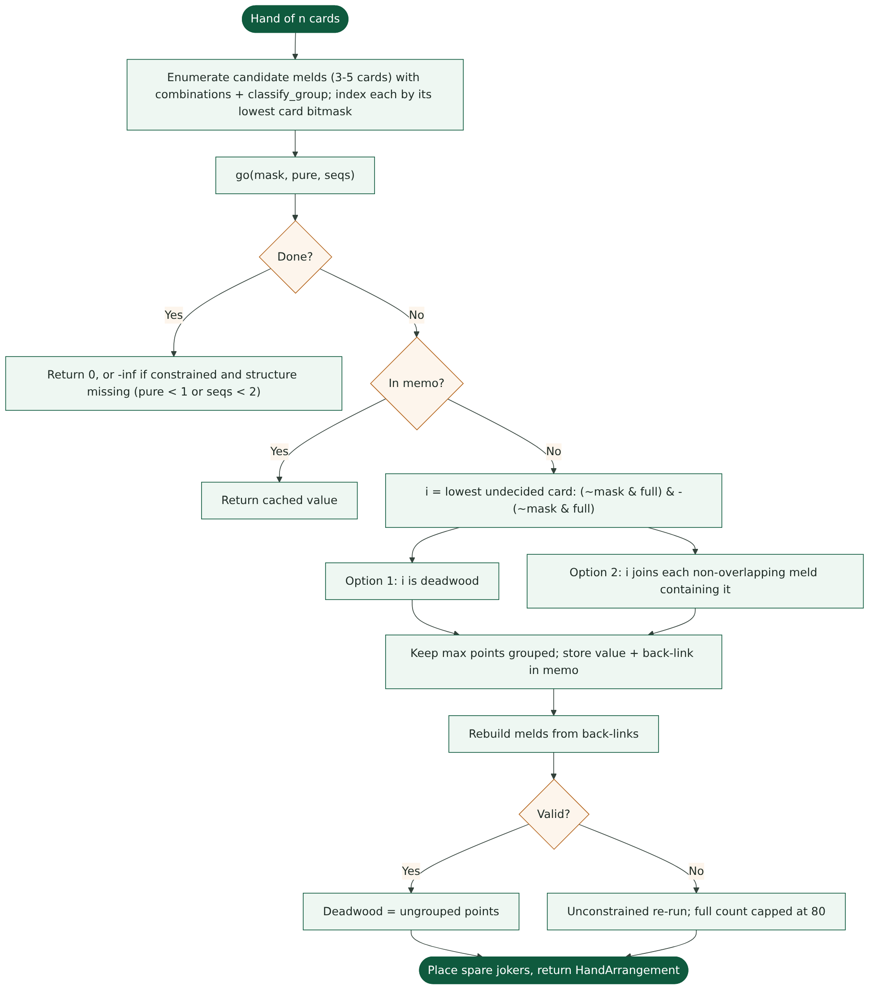 Hand of n cards
Enumerate candidate melds (3-5 cards) with
combinations + classify_group; index each by its
lowest card bitmask
go(mask, pure, seqs)
Done?
Yes
No
Return 0, or -inf if constrained and structure
missing (pure < 1 or seqs < 2)
In memo?
Yes
No
Return cached value
i = lowest undecided card: (~mask & full) & -
(~mask & full)
Option 1: i is deadwood
Option 2: i joins each non-overlapping meld
containing it
Keep max points grouped; store value + back-link
in memo
Rebuild melds from back-links
Valid?
Yes
No
Deadwood = ungrouped points
Unconstrained re-run; full count capped at 80
Place spare jokers, return HandArrangement